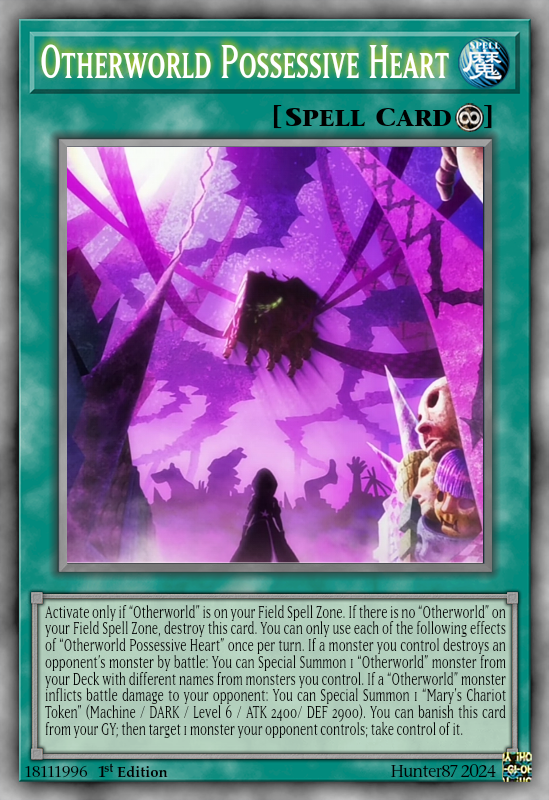 OTHERWORLD POSSESSIVE HEART
SPELL
魔
[SPELL CARD]
Activate only if “Otherworld” is on your Field Spell Zone. If there is no “Otherworld” on
your Field Spell Zone, destroy this card. You can only use each of the following effects
of “Otherworld Possessive Heart” once per turn. If a monster you control destroys an
opponent's monster by battle: You can Special Summon 1 “Otherworld” monster from
your Deck with different names from monsters you control. If a “Otherworld” monster
inflicts battle damage to your opponent: You can Special Summon 1 “Mary's Chariot
Token” (Machine / DARK / Level 6 / ATK 2400/ DEF 2900). You can banish this card
from your GY; then target 1 monster your opponent controls; take control of it.
18111996 1st Edition
Hunter87 2024